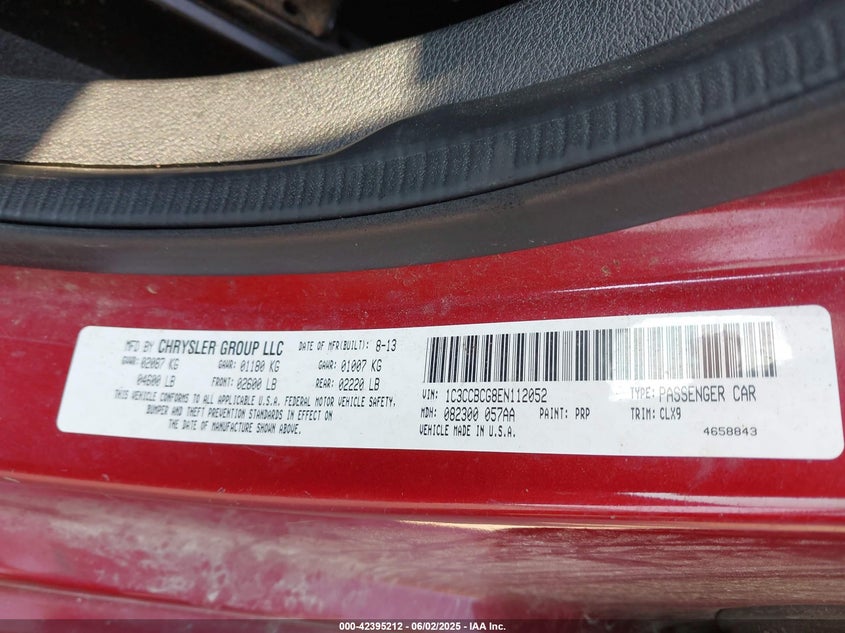 MFD BY CHRYSLER GROUP LLC DATE OF MFR(BUILT): 8-13
GVWR: 02087 KG GAWR: 01180 KG GAWR: 01007 KG
04600 LB FRONT: 02600 LB REAR: 02220 LB
THIS VEHICLE CONFORMS TO ALL APPLICABLE U.S.A. FEDERAL MOTOR VEHICLE SAFETY,
BUMPER AND THEFT PREVENTION STANDARDS IN EFFECT ON
THE DATE OF MANUFACTURE SHOWN ABOVE.
VIN: 1C3CCBCG8EN112052 TYPE: PASSENGER CAR
MDH: 082300 057AA PAINT: PRP TRIM: CLX9
VEHICLE MADE IN U.S.A. 4658843
000-42395212 - 06/02/2025 - IAA Inc.